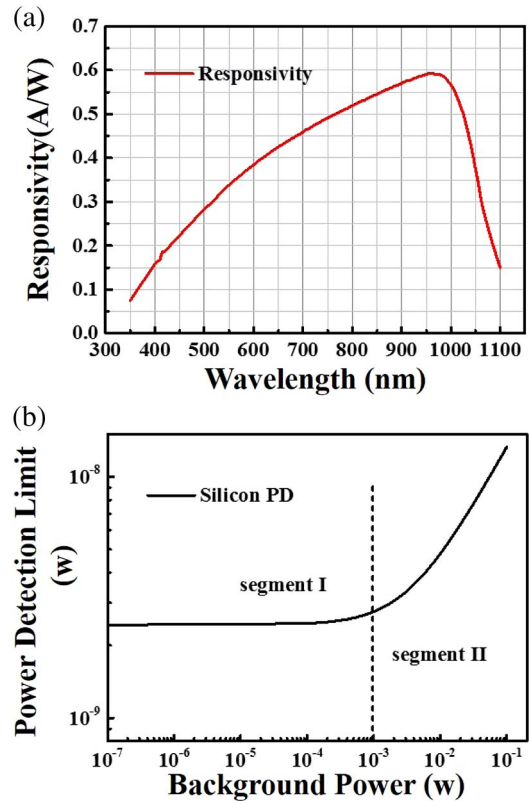 (a)
0.7
0.6
0.5
0.4
0.3
0.2
0.1
0.0
Responsivity(A/W)
Responsivity
300 400 500 600 700 800 900 1000 1100
Wavelength (nm)
(b)
10⁻⁸
10⁻⁹
Power Detection Limit
(w)
Silicon PD
segment I
segment II
10⁻⁷ 10⁻⁶ 10⁻⁵ 10⁻⁴ 10⁻³ 10⁻² 10⁻¹ 10⁰
Background Power (w)